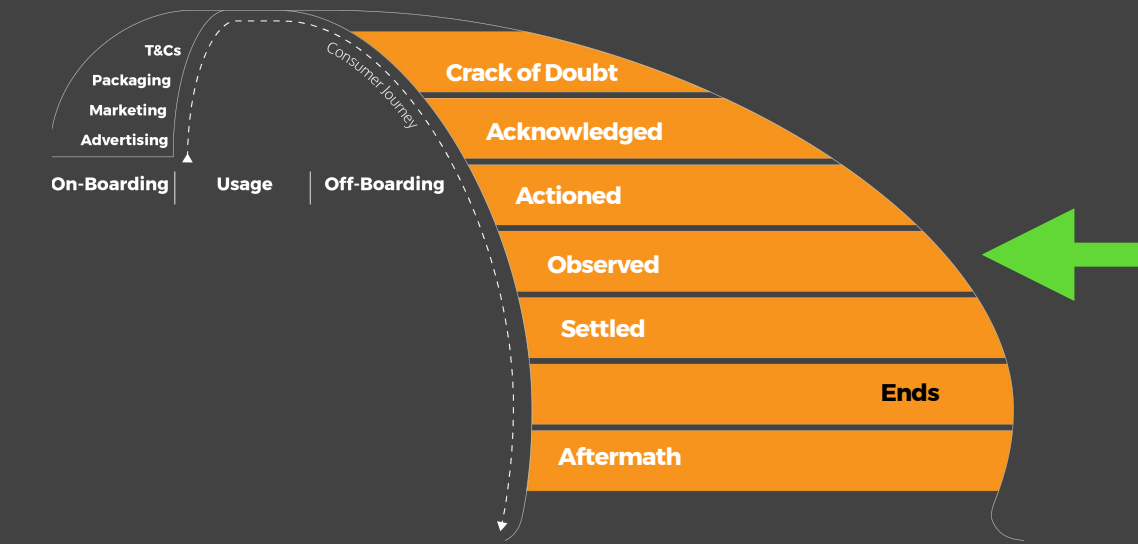 T&Cs
Packaging
Marketing
Advertising
On-Boarding
Usage
Off-Boarding
Consumer Journey
Crack of Doubt
Acknowledged
Actioned
Observed
Settled
Ends
Aftermath